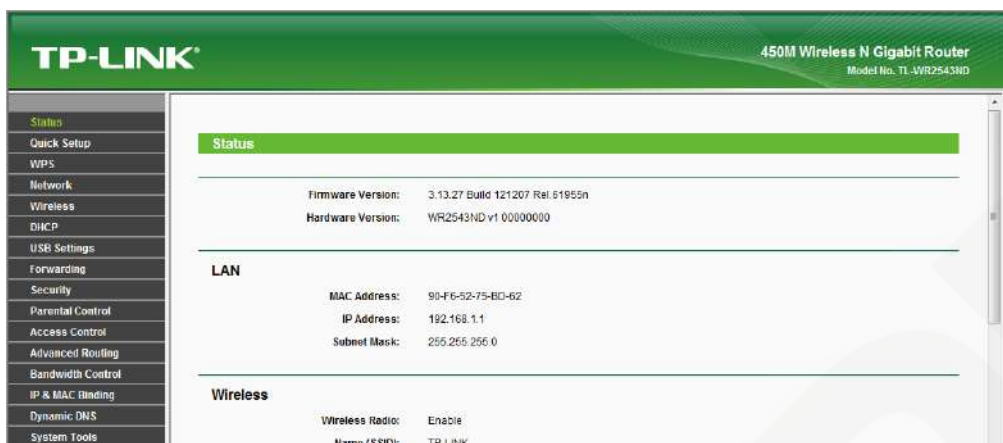 TP-LINK®
450M Wireless N Gigabit Router
Model No. TL-WR2543ND
Status
Quick Setup
WPS
Network
Wireless
DHCP
USB Settings
Forwarding
Security
Parental Control
Access Control
Advanced Routing
Bandwidth Control
IP & MAC Binding
Dynamic DNS
System Tools
Status
Firmware Version: 3.13.27 Build 121207 Rel.61955n
Hardware Version: WR2543ND v1 00000000
LAN
MAC Address: 90-F6-52-75-BD-62
IP Address: 192.168.1.1
Subnet Mask: 255.255.255.0
Wireless
Wireless Radio: Enable
Name (SSID): TP-LINK